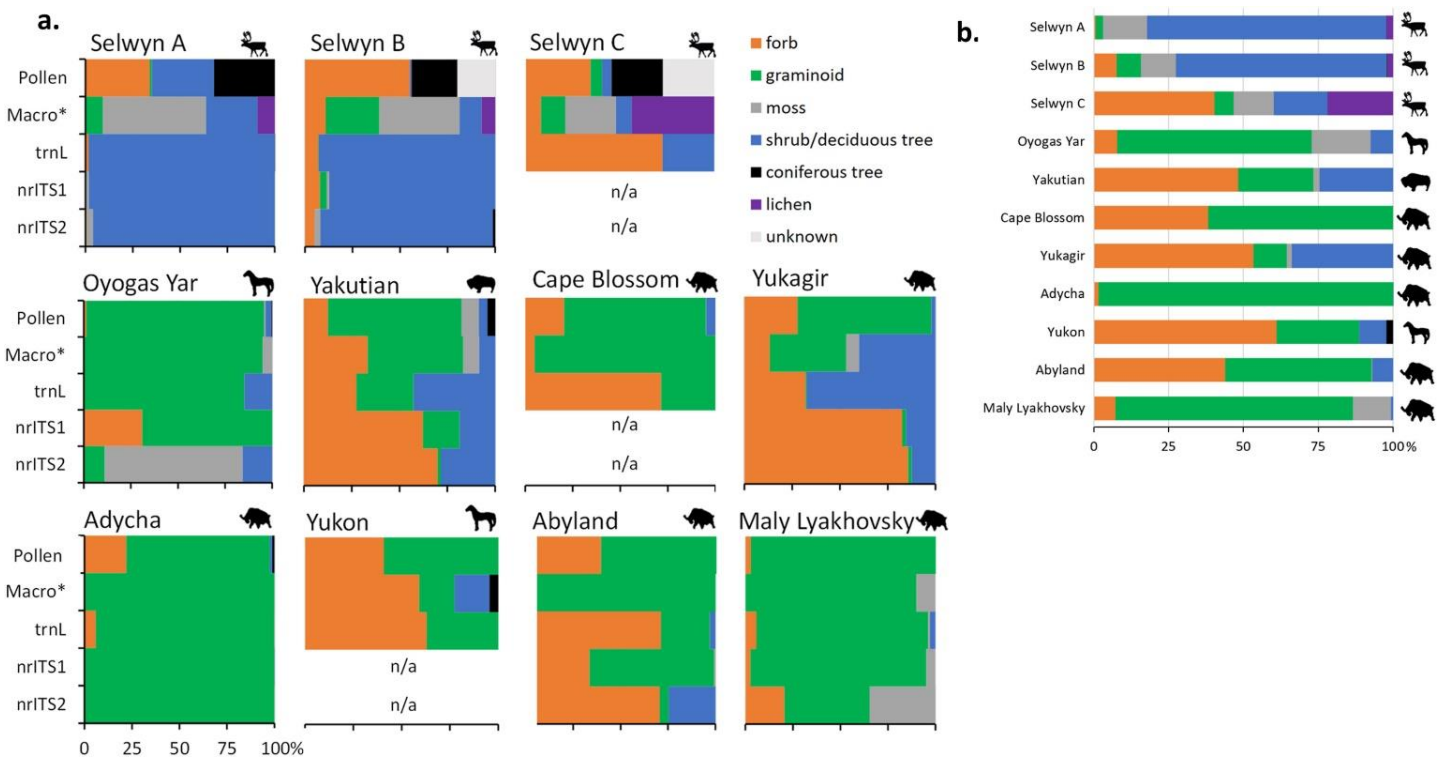 a.
Selwyn A
Selwyn B
Selwyn C
Pollen
Macro*
trnL
nrITS1
n/a
nrITS2
n/a
forb
graminoid
moss
shrub/deciduous tree
coniferous tree
lichen
unknown
Oyogas Yar
Yakutian
Cape Blossom
Yukagir
Pollen
Macro*
trnL
nrITS1
n/a
nrITS2
n/a
Adycha
Yukon
Abyland
Maly Lyakhovsky
Pollen
Macro*
trnL
nrITS1
n/a
nrITS2
n/a
0 25 50 75 100%
b.
Selwyn A
Selwyn B
Selwyn C
Oyogas Yar
Yakutian
Cape Blossom
Yukagir
Adycha
Yukon
Abyland
Maly Lyakhovsky
0 25 50 75 100%